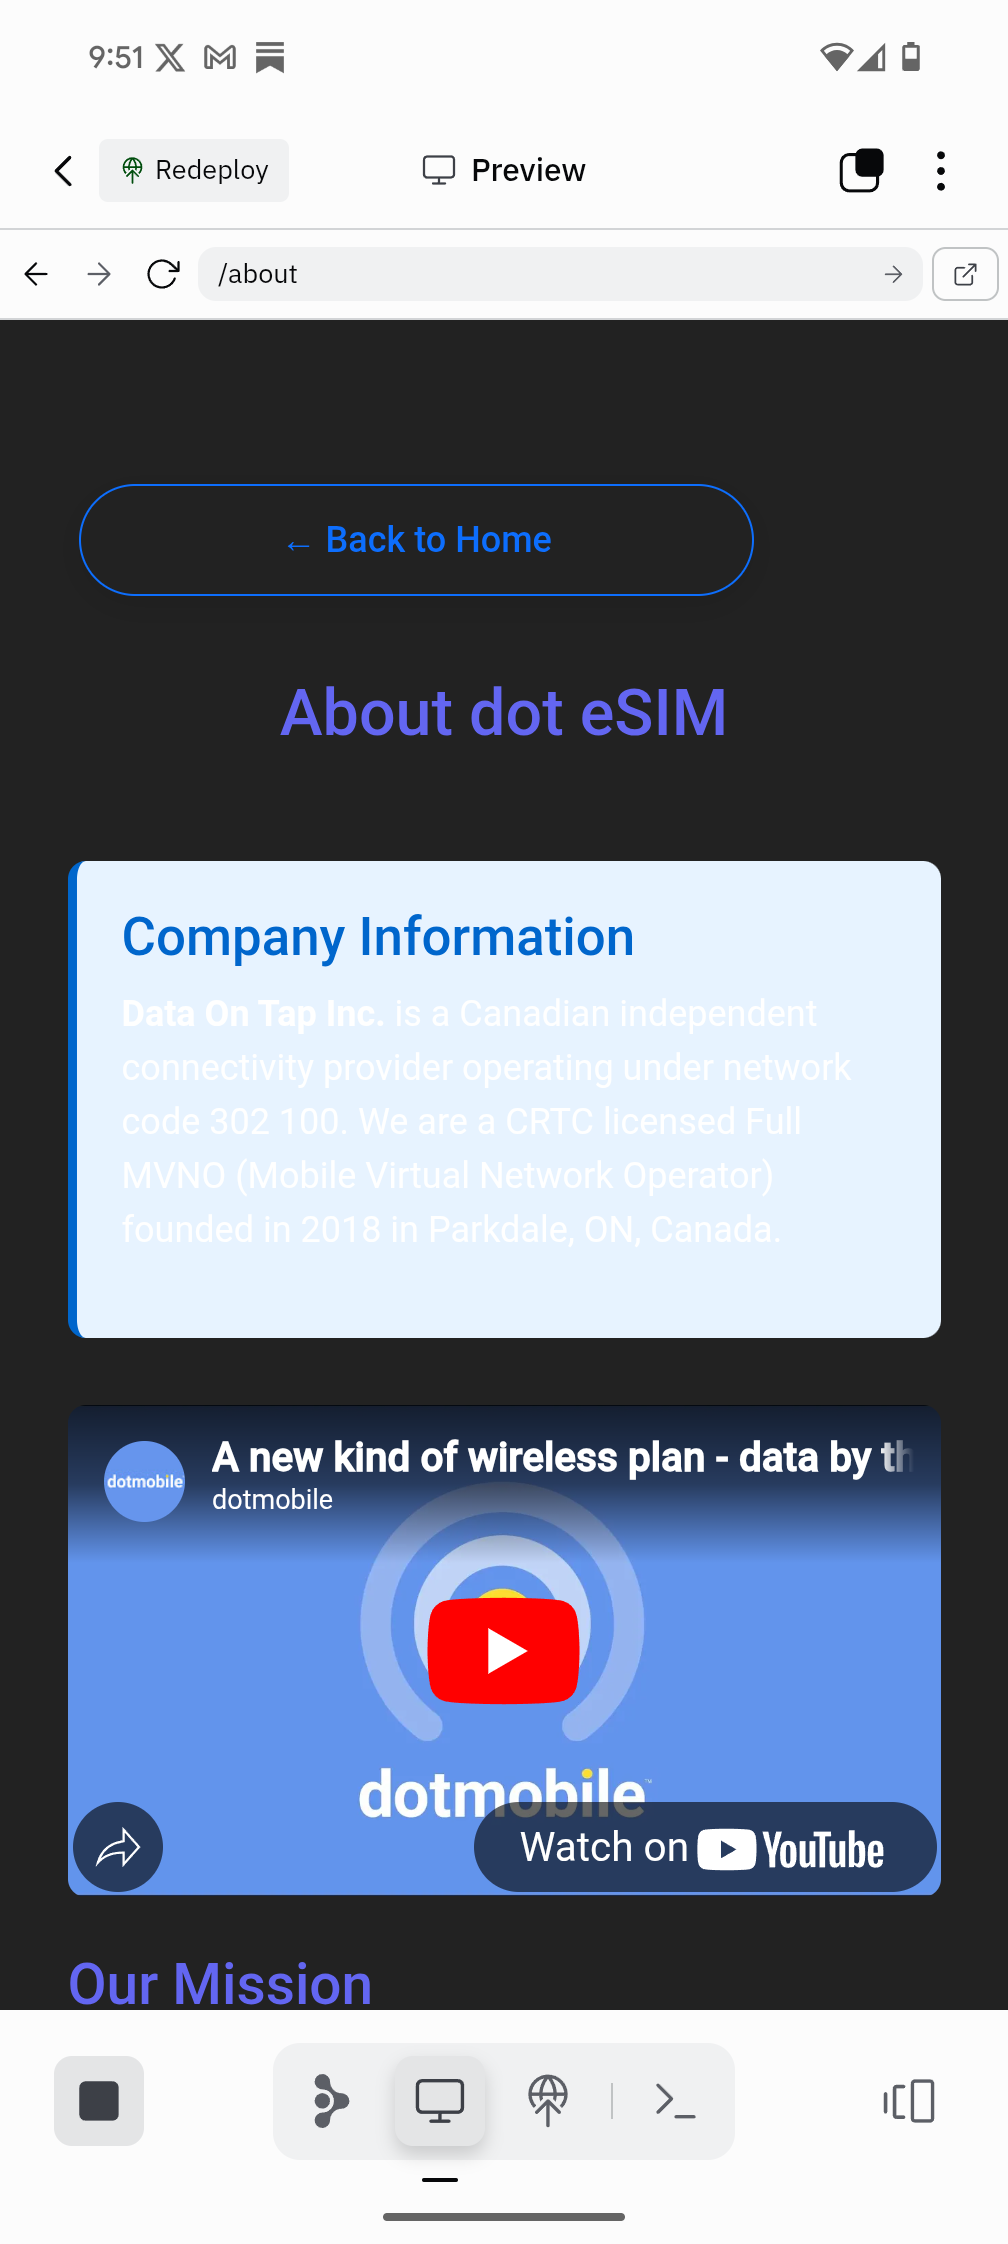 9:51
Redeploy
Preview
/about
← Back to Home
About dot eSIM
Company Information
Data On Tap Inc. is a Canadian independent
connectivity provider operating under network
code 302 100. We are a CRTC licensed Full
MVNO (Mobile Virtual Network Operator)
founded in 2018 in Parkdale, ON, Canada.
dotmobile
A new kind of wireless plan - data by th
dotmobile
dotmobile™
Watch on YouTube
Our Mission